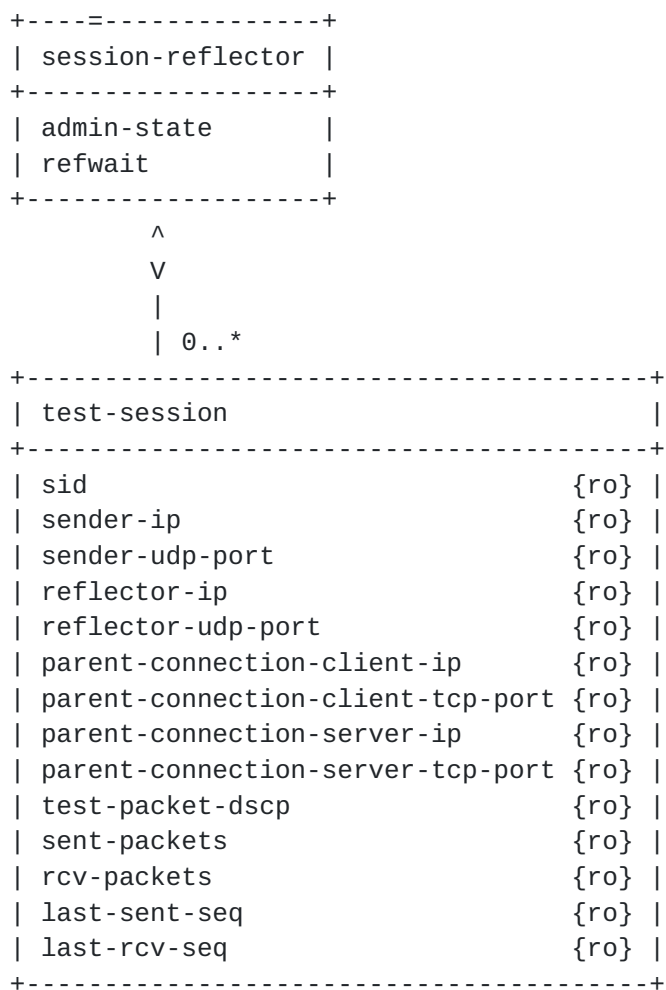 +----=--------------+
| session-reflector |
+-------------------+
| admin-state       |
| refwait           |
+-------------------+
         ^
         V
         |
         | 0..*
+----------------------------------------+
| test-session                           |
+----------------------------------------+
| sid                               {ro} |
| sender-ip                         {ro} |
| sender-udp-port                   {ro} |
| reflector-ip                      {ro} |
| reflector-udp-port                {ro} |
| parent-connection-client-ip       {ro} |
| parent-connection-client-tcp-port {ro} |
| parent-connection-server-ip       {ro} |
| parent-connection-server-tcp-port {ro} |
| test-packet-dscp                  {ro} |
| sent-packets                      {ro} |
| rcv-packets                       {ro} |
| last-sent-seq                     {ro} |
| last-rcv-seq                      {ro} |
+----------------------------------------+